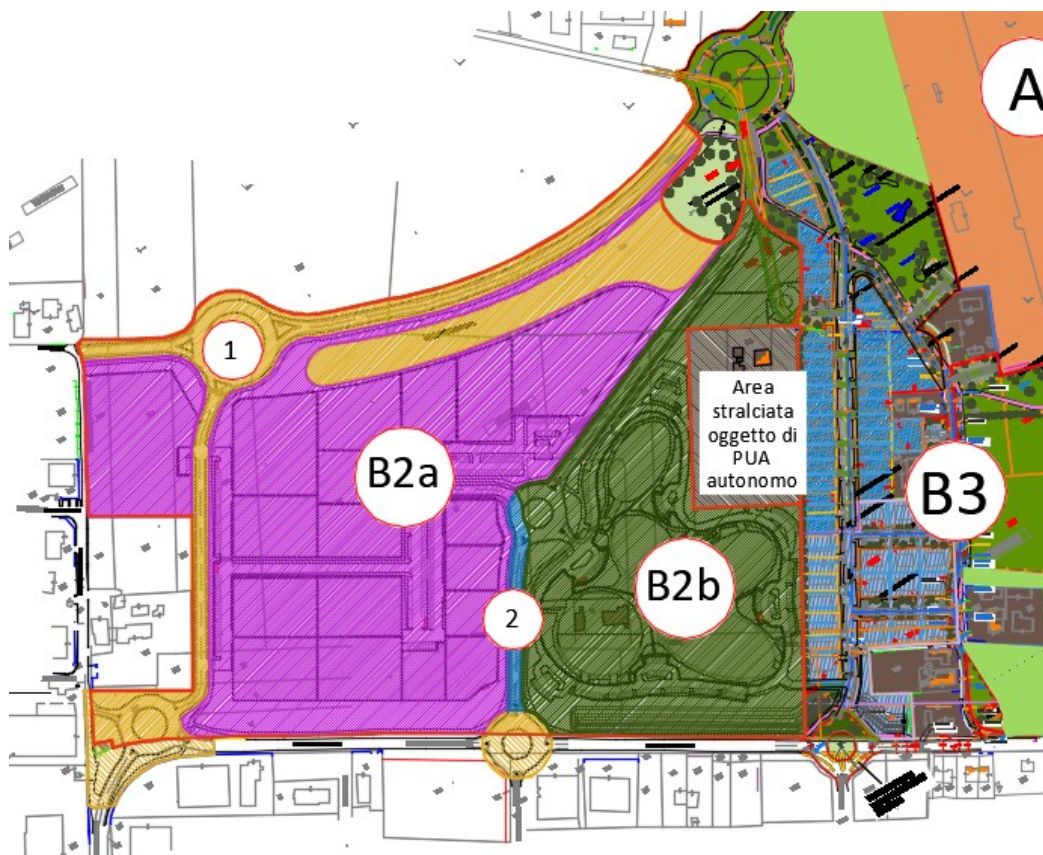 A
1
Area
stralciata
oggetto di
PUA
autonomo
B2a
B3
B2b
2